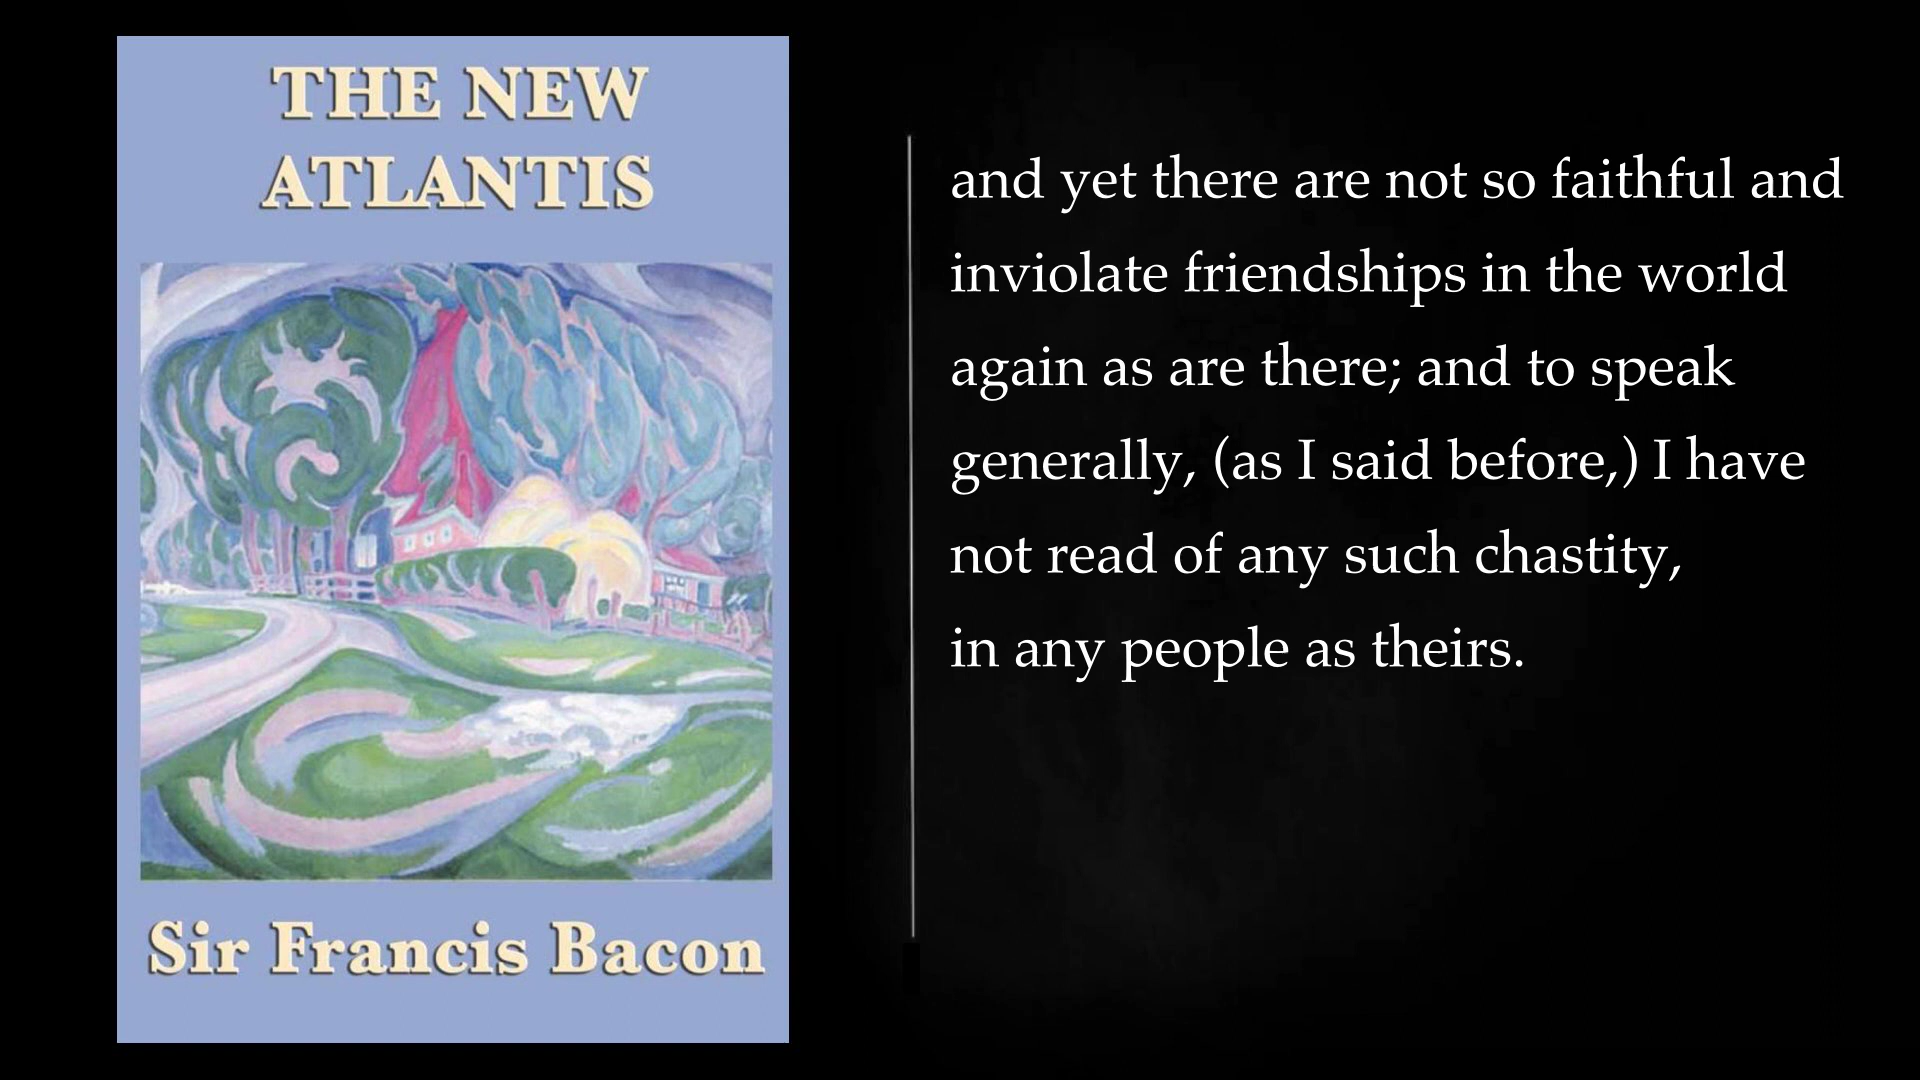 THE NEW
ATLANTIS
Sir Francis Bacon
and yet there are not so faithful and
inviolate friendships in the world
again as are there; and to speak
generally, (as I said before,) I have
not read of any such chastity,
in any people as theirs.